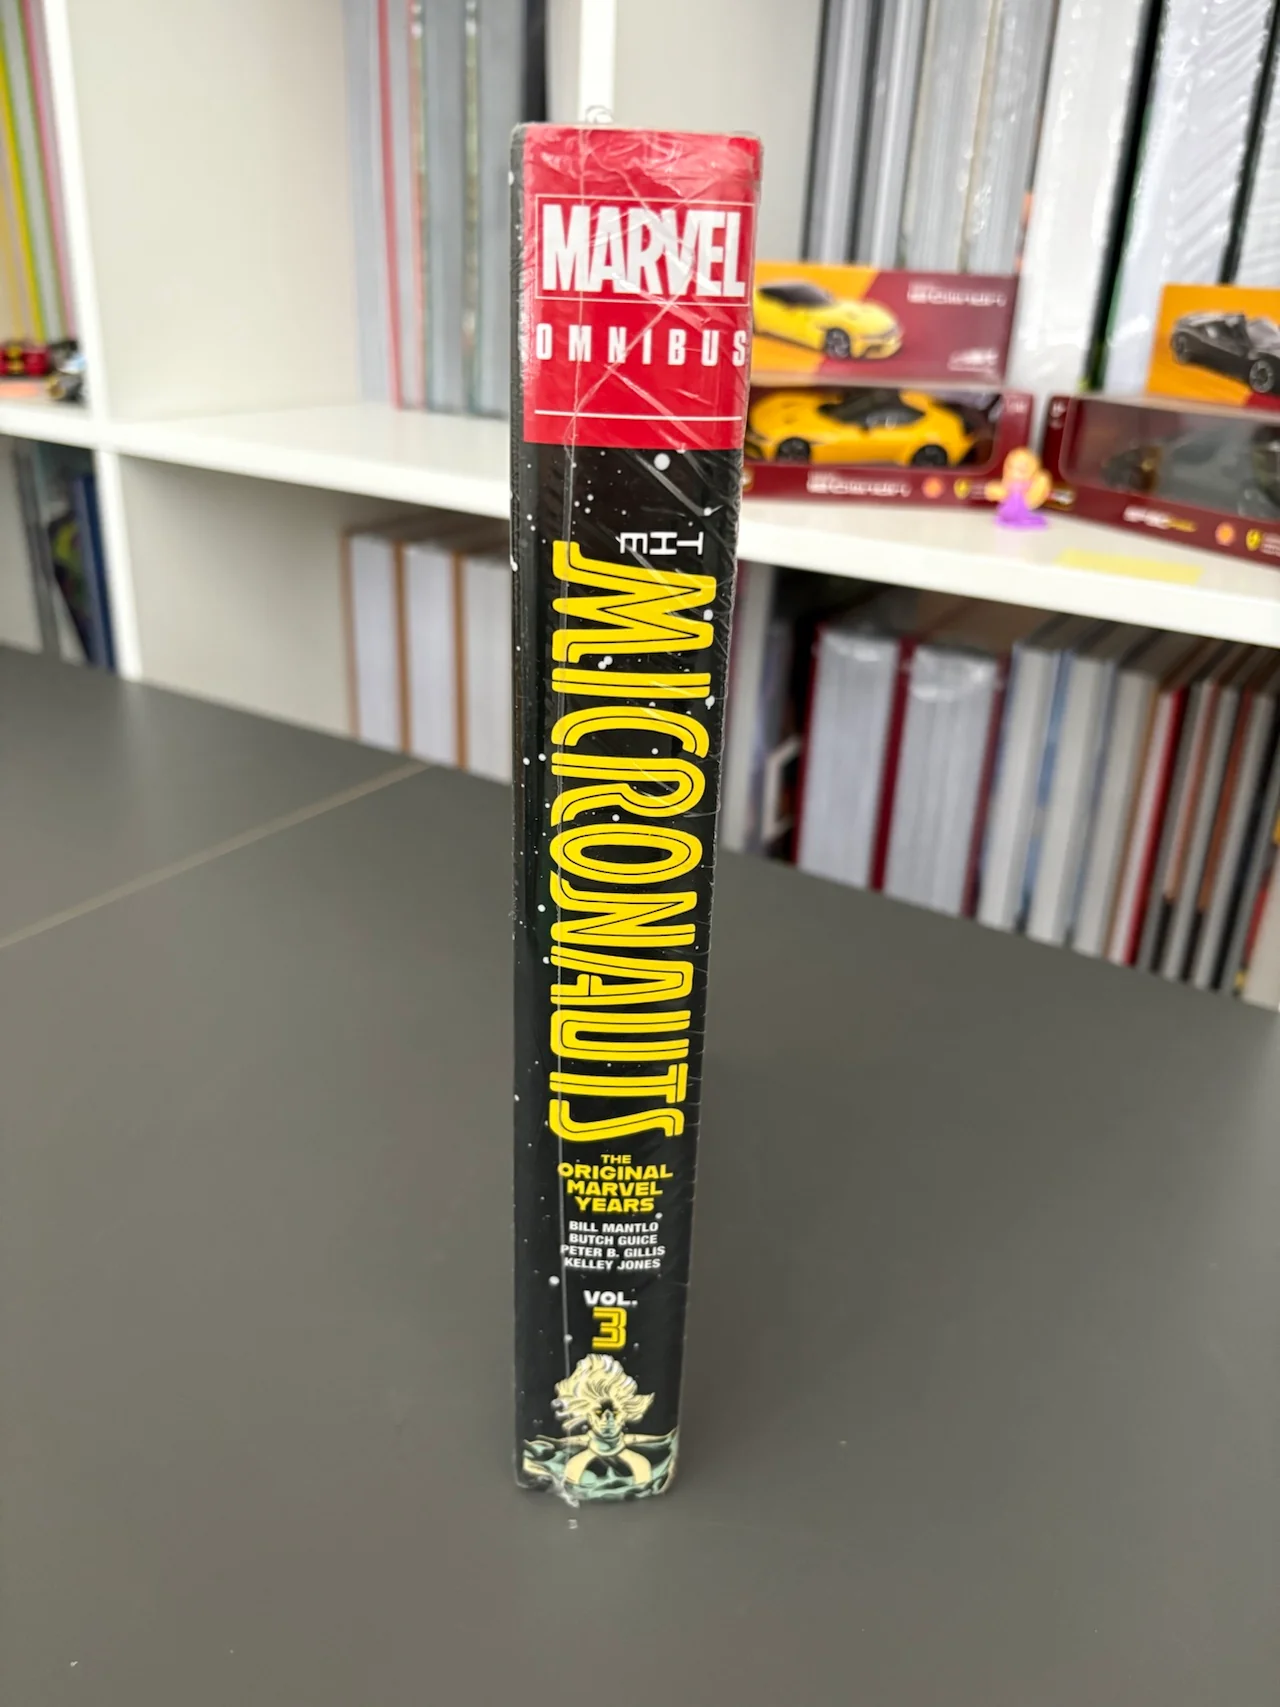 MARVEL
OMNIBUS
THE
MICRONAUTS
THE
ORIGINAL
MARVEL
YEARS
BILL MANTLO
BUTCH GUICE
PETER B. GILLIS
KELLEY JONES
VOL.
3